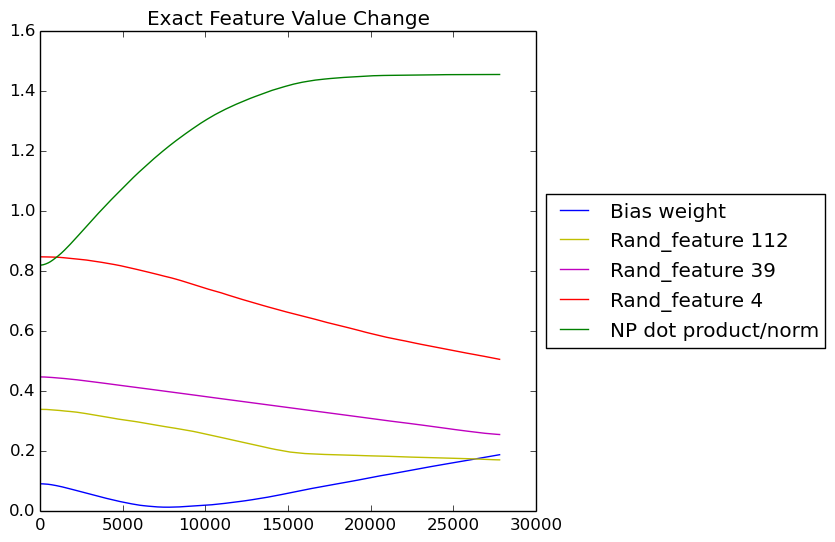 Exact Feature Value Change
1.6
1.4
1.2
1.0
0.8
0.6
0.4
0.2
0.0
0 5000 10000 15000 20000 25000 30000
Bias weight
Rand_feature 112
Rand_feature 39
Rand_feature 4
NP dot product/norm